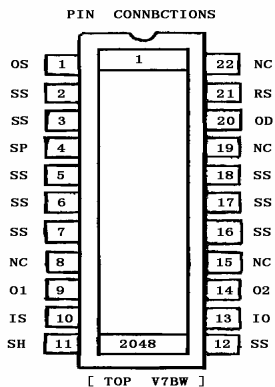 PIN CONNBCTIONS
OS 1 1 22 NC
SS 2 21 RS
SS 3 20 OD
SP 4 19 NC
SS 5 18 SS
SS 6 17 SS
SS 7 16 SS
NC 8 15 NC
O1 9 14 O2
IS 10 13 IO
SH 11 2048 12 SS
[ TOP V7BW ]